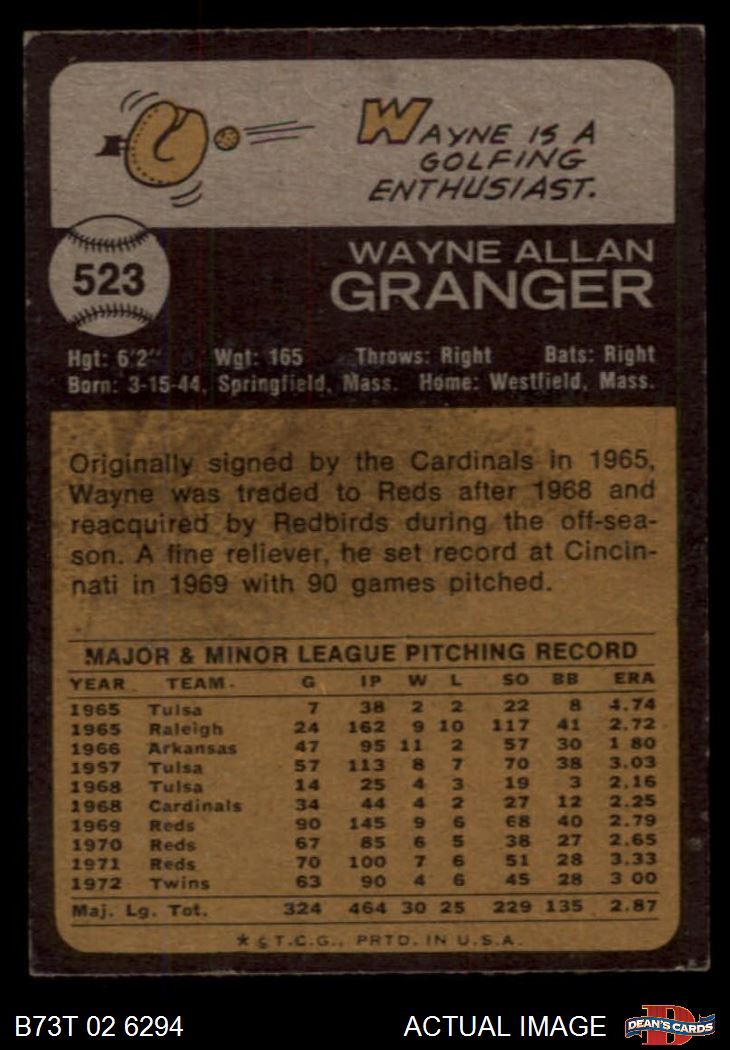 WAYNE IS A
GOLFING
ENTHUSIAST.
523
WAYNE ALLAN
GRANGER
Hgt: 6'2" Wgt: 165 Throws: Right Bats: Right
Born: 3-15-44, Springfield, Mass. Home: Westfield, Mass.
Originally signed by the Cardinals in 1965,
Wayne was traded to Reds after 1968 and
reacquired by Redbirds during the off-sea-
son. A fine reliever, he set record at Cincin-
nati in 1969 with 90 games pitched.
MAJOR & MINOR LEAGUE PITCHING RECORD
YEAR TEAM G IP W L SO BB ERA
1965 Tulsa 7 38 2 2 22 8 4.74
1965 Raleigh 24 162 9 10 117 41 2.72
1966 Arkansas 47 95 11 2 57 30 1 80
1957 Tulsa 57 113 8 7 70 38 3.03
1968 Tulsa 14 25 4 3 19 3 2.16
1968 Cardinals 34 44 4 2 27 12 2.25
1969 Reds 90 145 9 6 68 40 2.79
1970 Reds 67 85 6 5 38 27 2.65
1971 Reds 70 100 7 6 51 28 3.33
1972 Twins 63 90 4 6 45 28 3 00
Maj. Lg. Tot. 324 464 30 25 229 135 2.87
* © T.C.G., PRTD. IN U.S.A.
B73T 02 6294 ACTUAL IMAGE DEAN'S CARDS